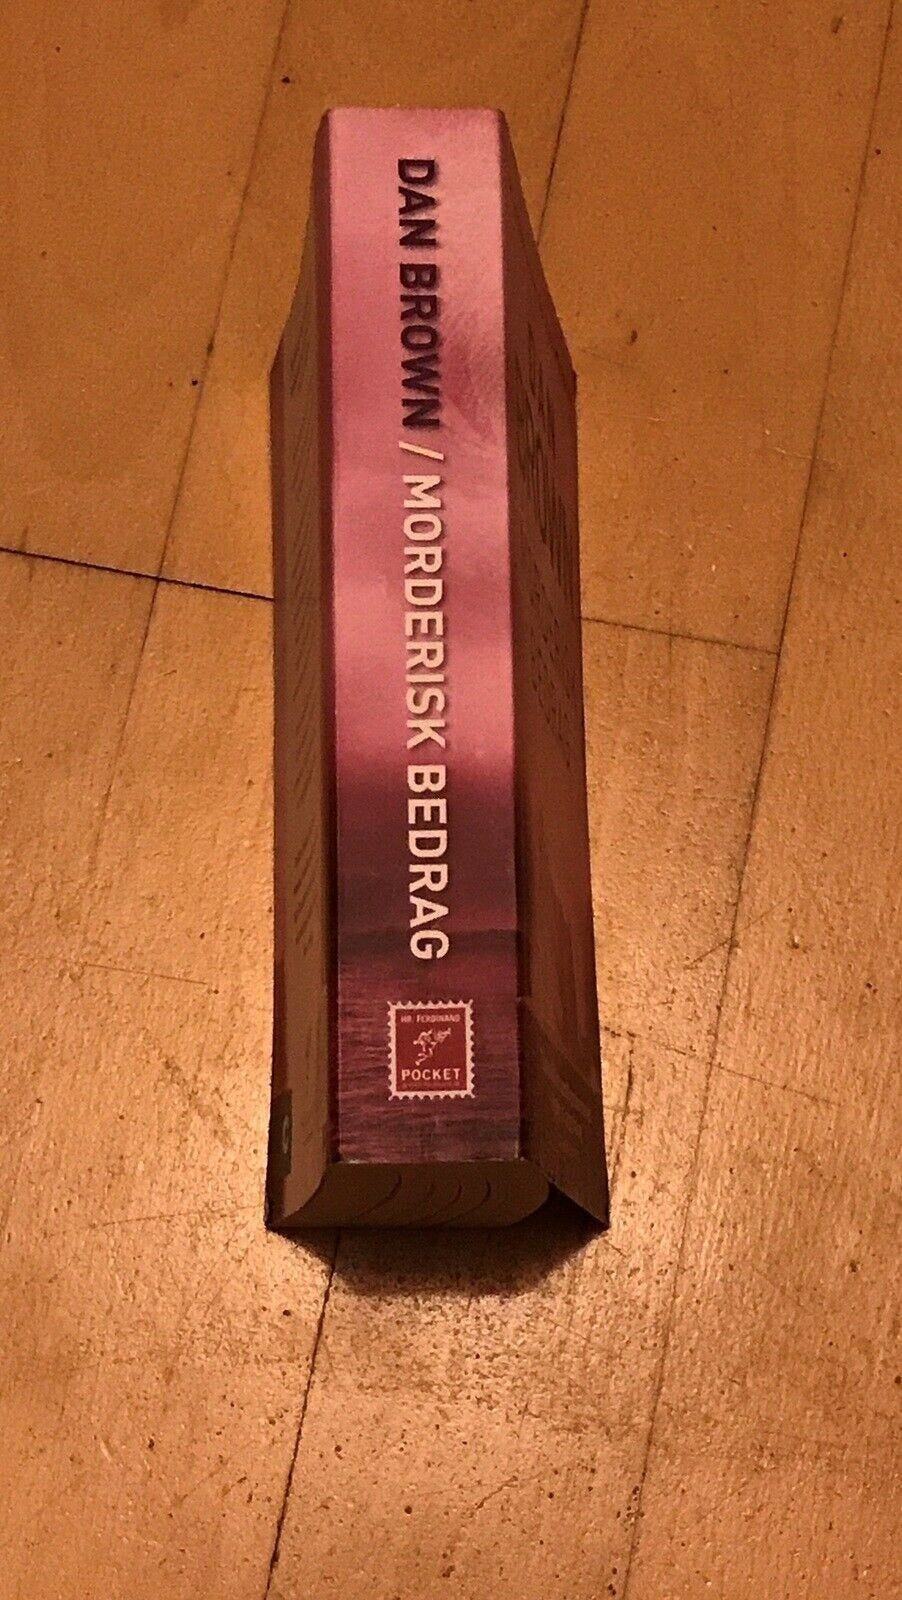 DAN BROWN / MORDERISK BEDRAG
HR. FERDINAND
POCKET